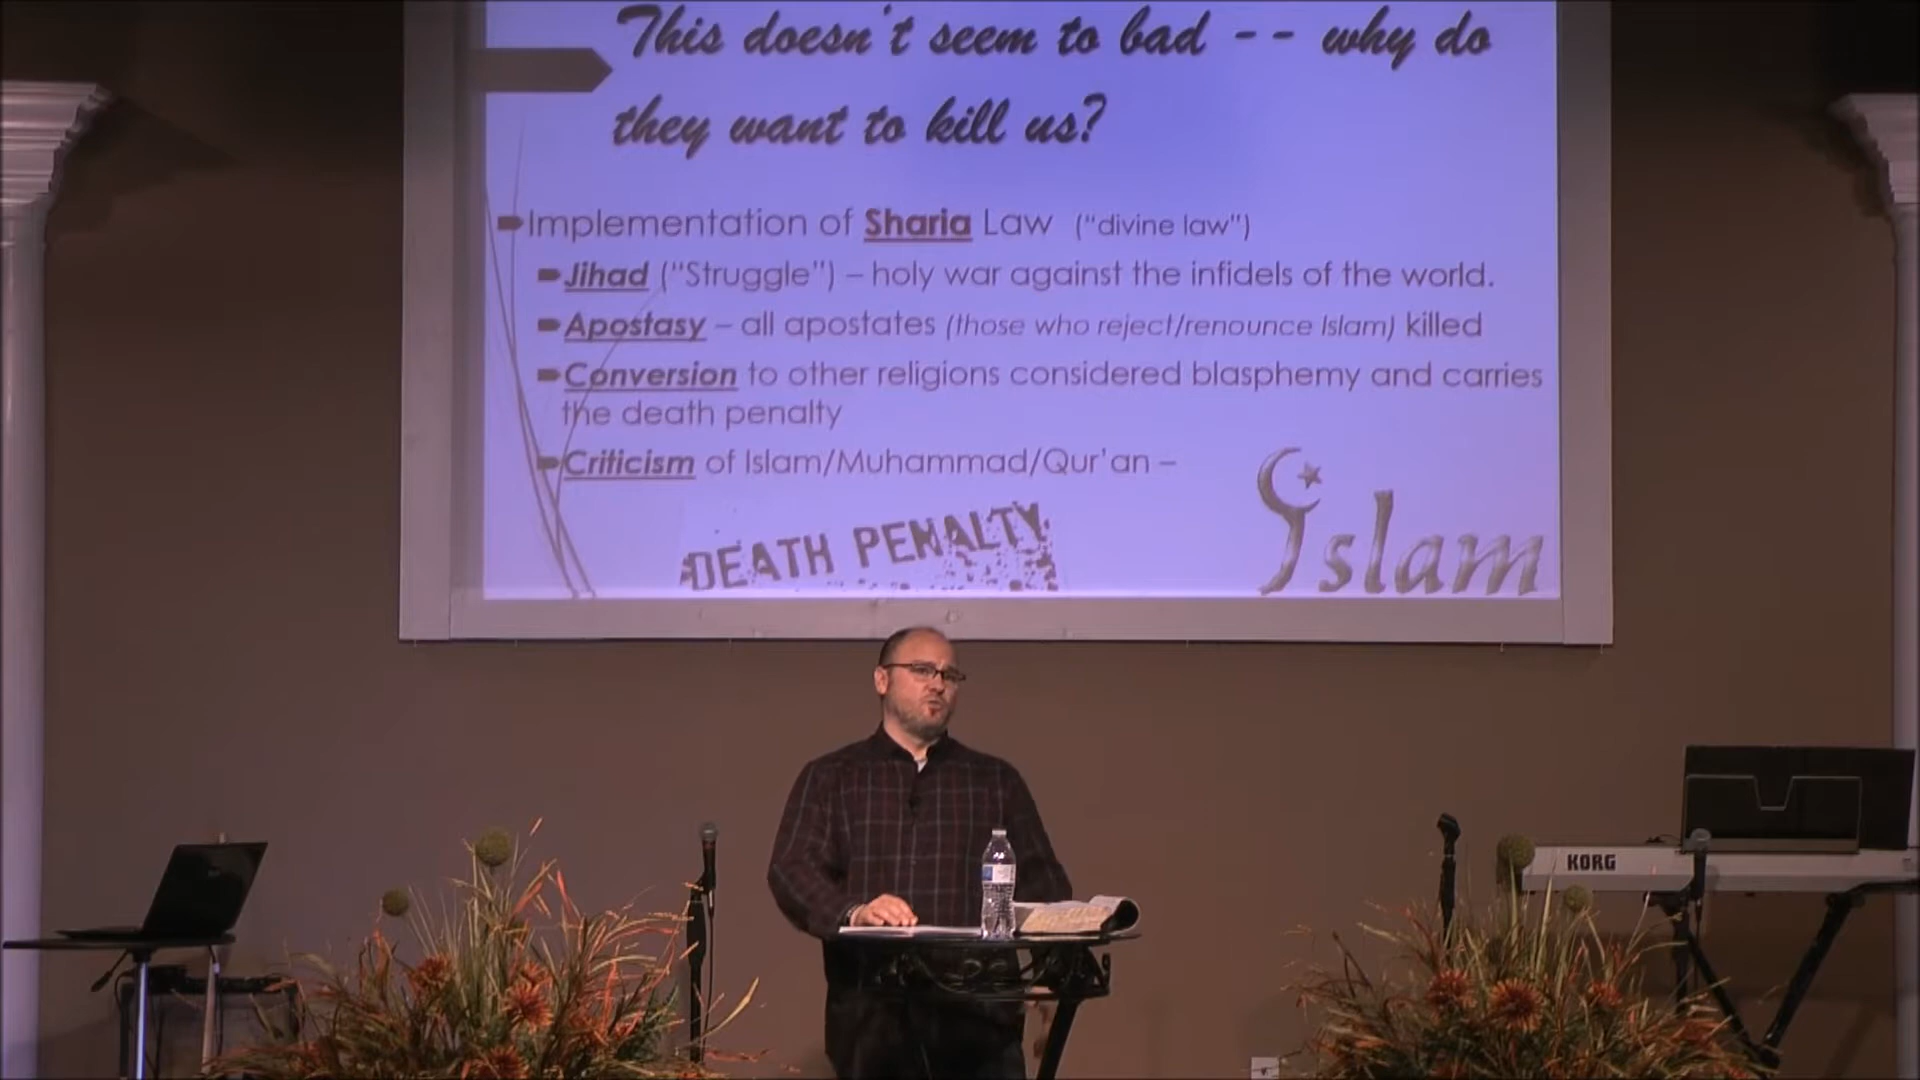 This doesn't seem to bad -- why do
they want to kill us?
Implementation of Sharia Law ("divine law")
Jihad ("Struggle") – holy war against the infidels of the world.
Apostasy – all apostates (those who reject/renounce Islam) killed
Conversion to other religions considered blasphemy and carries
the death penalty
Criticism of Islam/Muhammad/Qur'an –
DEATH PENALTY
Islam
KORG